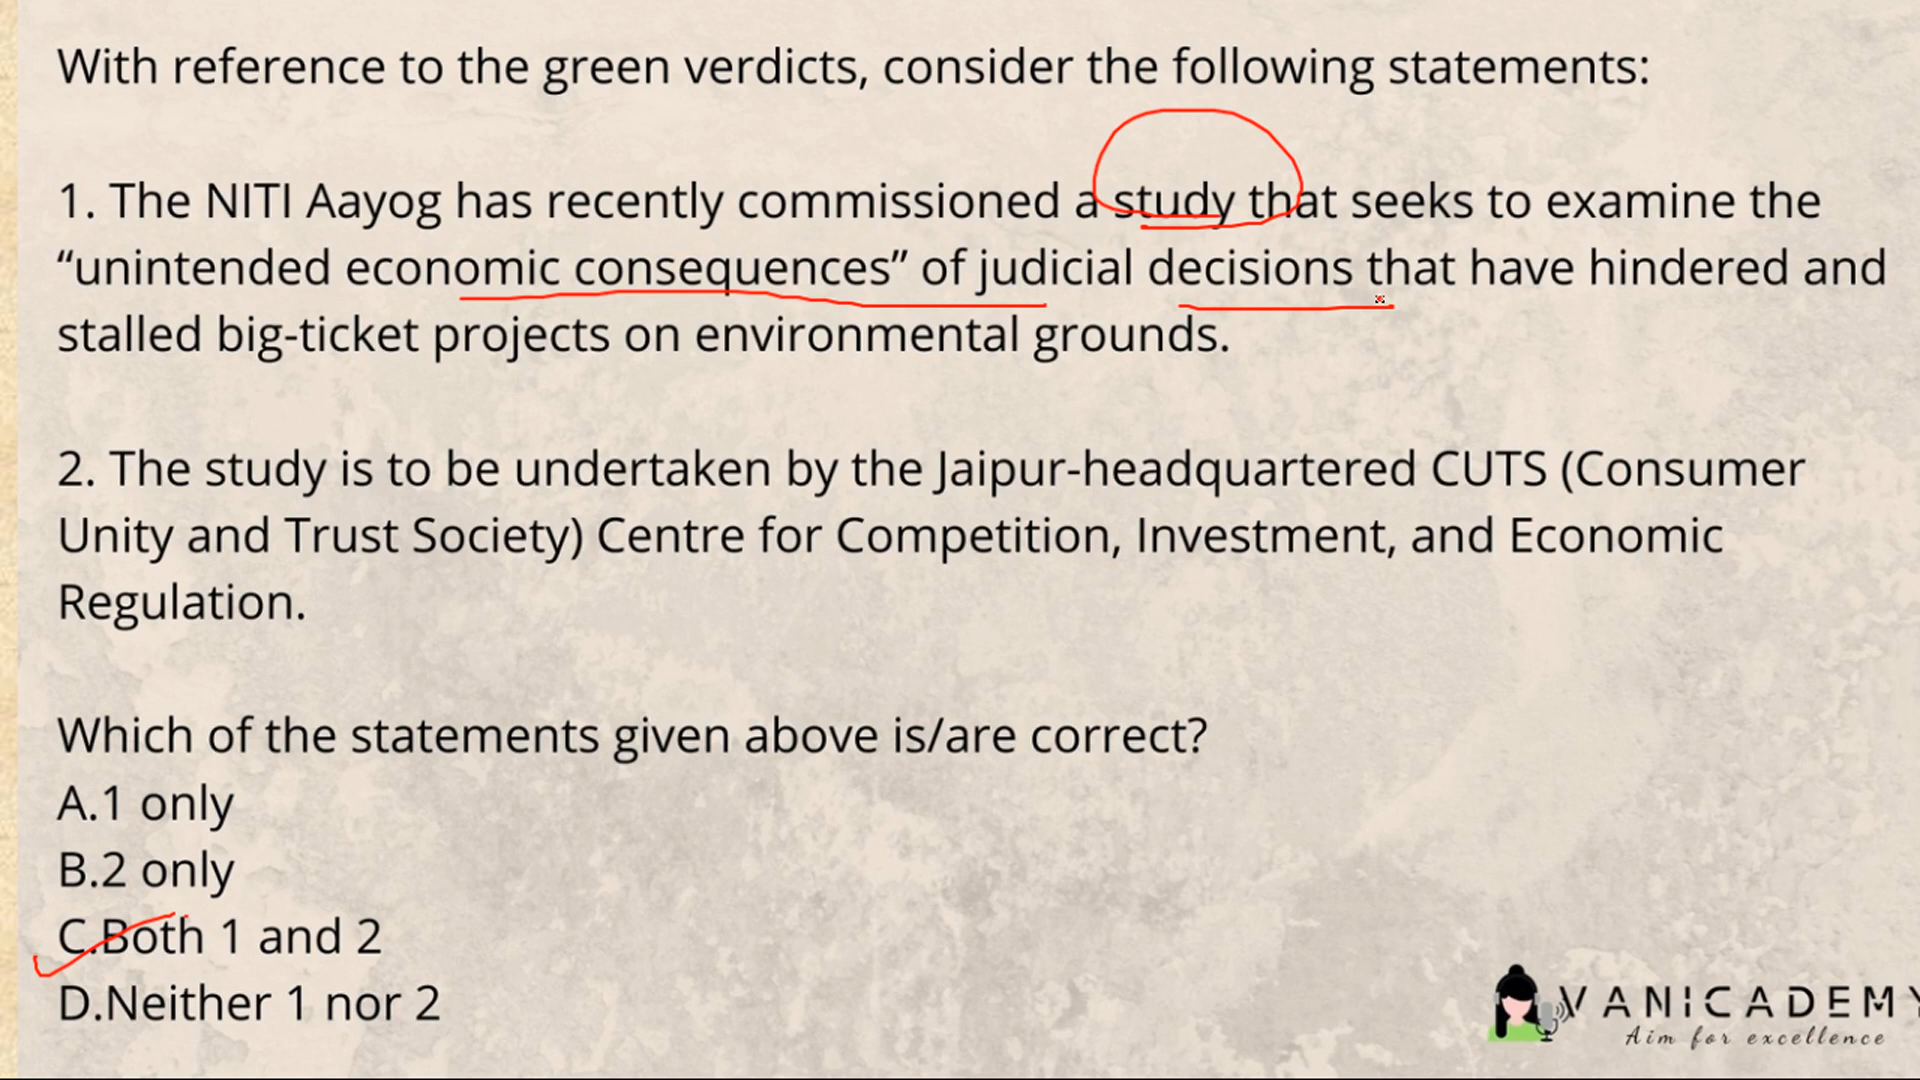 With reference to the green verdicts, consider the following statements:
1. The NITI Aayog has recently commissioned a study that seeks to examine the
“unintended economic consequences” of judicial decisions that have hindered and
stalled big-ticket projects on environmental grounds.
2. The study is to be undertaken by the Jaipur-headquartered CUTS (Consumer
Unity and Trust Society) Centre for Competition, Investment, and Economic
Regulation.
Which of the statements given above is/are correct?
A.1 only
B.2 only
C.Both 1 and 2
D.Neither 1 nor 2
VANICADEMY
Aim for excellence